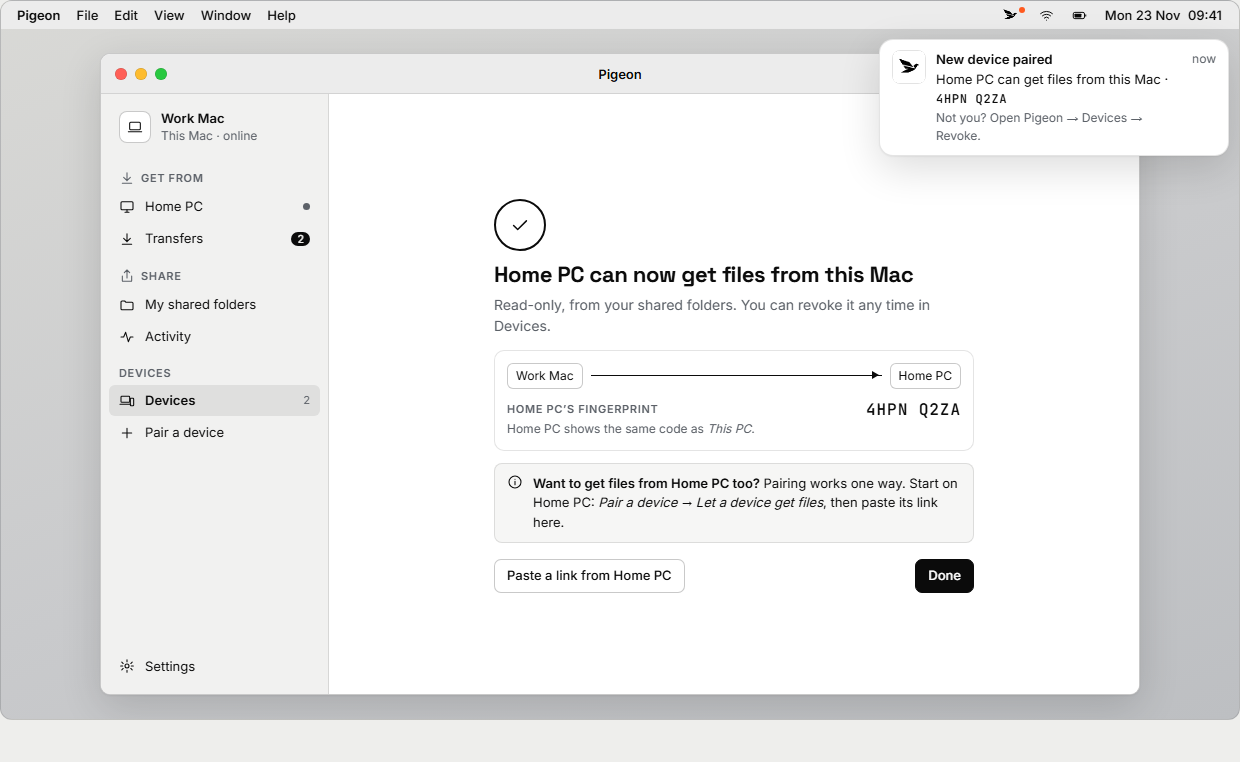 Pigeon File Edit View Window Help Mon 23 Nov 09:41
Pigeon
New device paired now
Home PC can get files from this Mac ·
4HPN Q2ZA
Not you? Open Pigeon → Devices →
Revoke.
Work Mac
This Mac · online
GET FROM
Home PC
Transfers 2
SHARE
My shared folders
Activity
DEVICES
Devices 2
Pair a device
Settings
Home PC can now get files from this Mac
Read-only, from your shared folders. You can revoke it any time in
Devices.
Work Mac Home PC
HOME PC'S FINGERPRINT 4HPN Q2ZA
Home PC shows the same code as This PC.
Want to get files from Home PC too? Pairing works one way. Start on
Home PC: Pair a device → Let a device get files, then paste its link
here.
Paste a link from Home PC Done